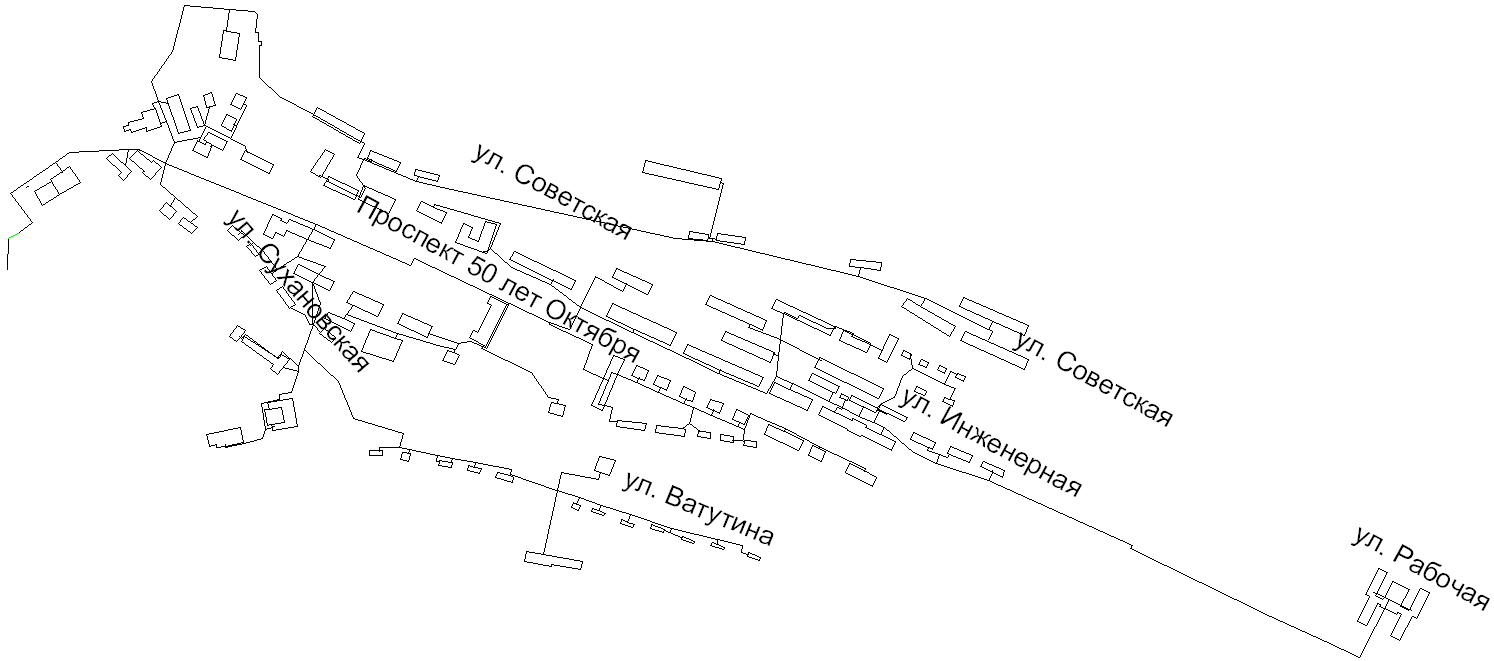 ул. Советская
Проспект 50 лет Октября
ул. Сухановская
ул. Советская
ул. Инженерная
ул. Ватутина
ул. Рабочая